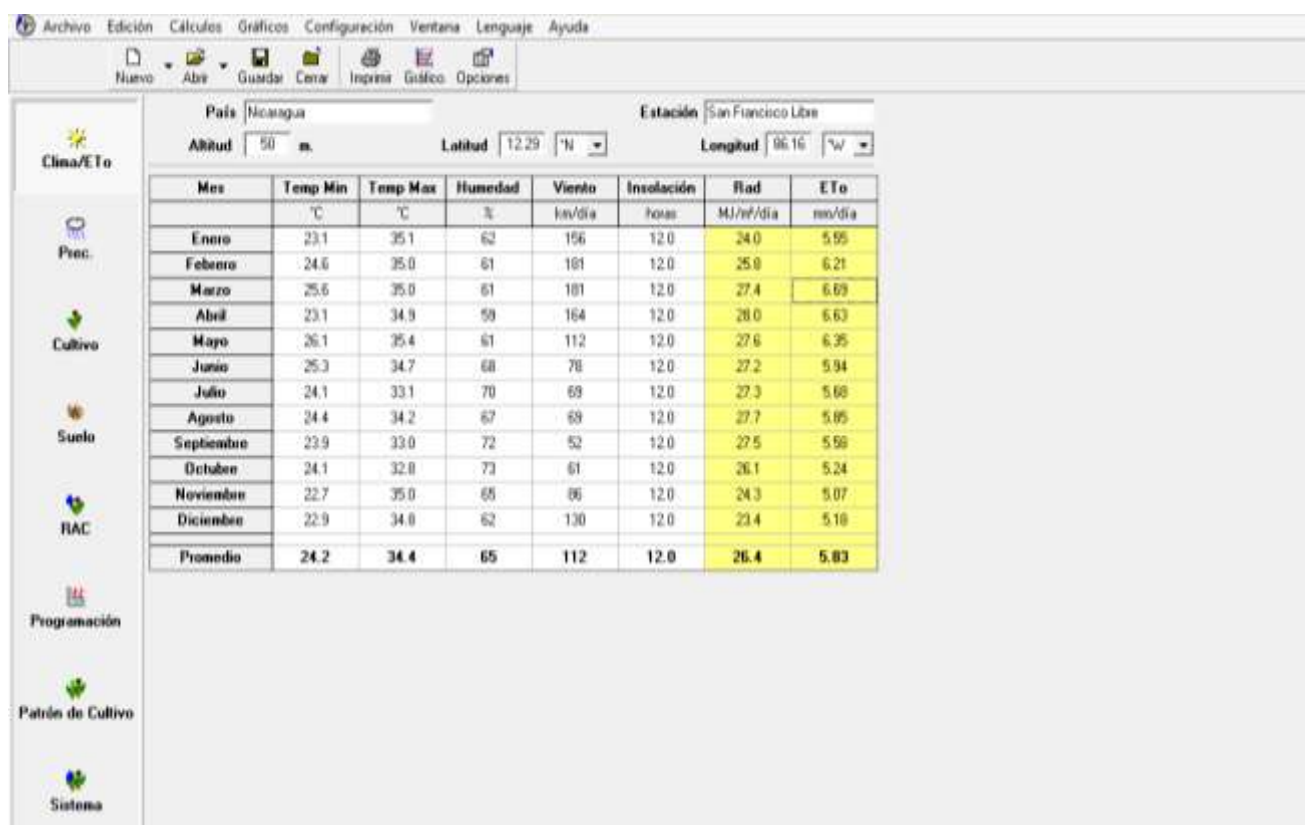 Archivo Edición Cálculos Gráficos Configuración Ventana Lenguaje Ayuda
Nuevo Abrir Guardar Cerrar Imprimir Gráfico Opciones
País Nicaragua Estación San Francisco Libre
Altitud 50 m. Latitud 12.29 °N Longitud 86.16 °W
Clima/ETo
Prec.
Cultivo
Suelo
RAC
Programación
Patrón de Cultivo
Sistema
Mes Temp Min Temp Max Humedad Viento Insolación Rad ETo
°C °C % km/día horas MJ/m²/día mm/día
Enero 23.1 35.1 62 156 12.0 24.0 5.55
Febrero 24.6 35.0 61 181 12.0 25.8 6.21
Marzo 25.6 35.0 61 181 12.0 27.4 6.69
Abril 23.1 34.9 59 164 12.0 28.0 6.63
Mayo 26.1 35.4 61 112 12.0 27.6 6.35
Junio 25.3 34.7 68 78 12.0 27.2 5.94
Julio 24.1 33.1 70 69 12.0 27.3 5.68
Agosto 24.4 34.2 67 69 12.0 27.7 5.85
Septiembre 23.9 33.0 72 52 12.0 27.5 5.56
Octubre 24.1 32.8 73 61 12.0 26.1 5.24
Noviembre 22.7 35.0 65 86 12.0 24.3 5.07
Diciembre 22.9 34.8 62 130 12.0 23.4 5.18
Promedio 24.2 34.4 65 112 12.0 26.4 5.83